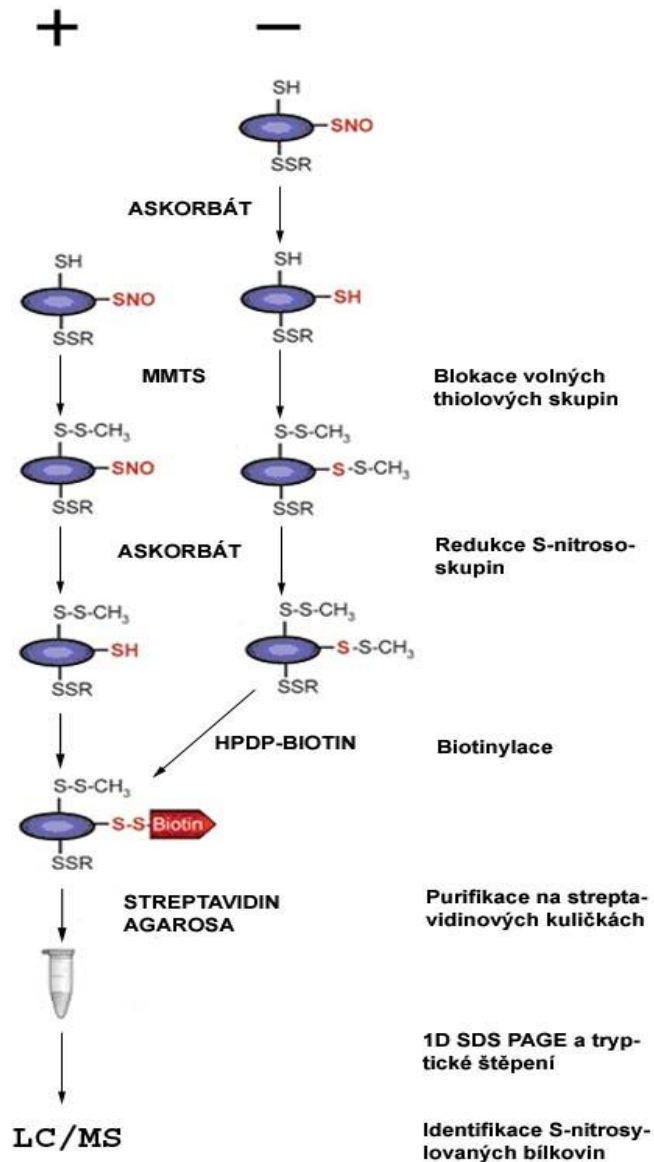 + −
SH
SNO
SSR
ASKORBÁT
SH SH
SNO SH
SSR SSR
MMTS
Blokace volných
thiolových skupin
S-S-CH₃ S-S-CH₃
SNO S-S-CH₃
SSR SSR
ASKORBÁT
Redukce S-nitroso-
skupin
S-S-CH₃ S-S-CH₃
SH S-S-CH₃
SSR SSR
HPDP-BIOTIN
Biotinylace
S-S-CH₃
S-S-Biotin
SSR
STREPTAVIDIN
AGAROSA
Purifikace na strepta-
vidinových kuličkách
1D SDS PAGE a tryp-
tické štěpení
LC/MS
Identifikace S-nitrosy-
lovaných bílkovin